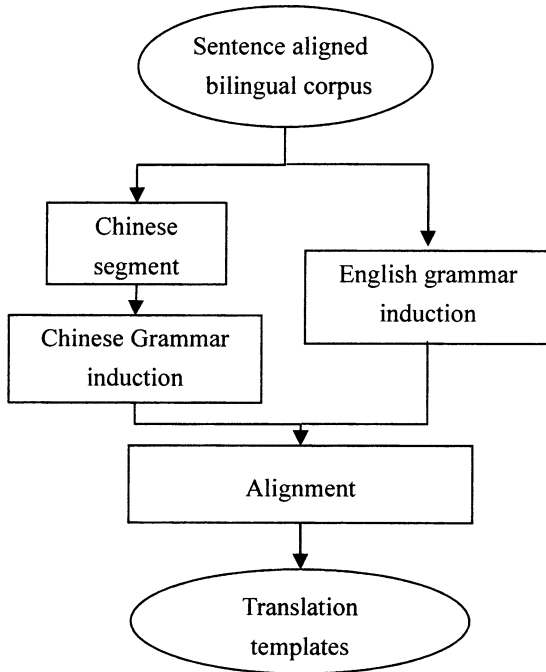 Sentence aligned
bilingual corpus
Chinese
segment
English grammar
induction
Chinese Grammar
induction
Alignment
Translation
templates